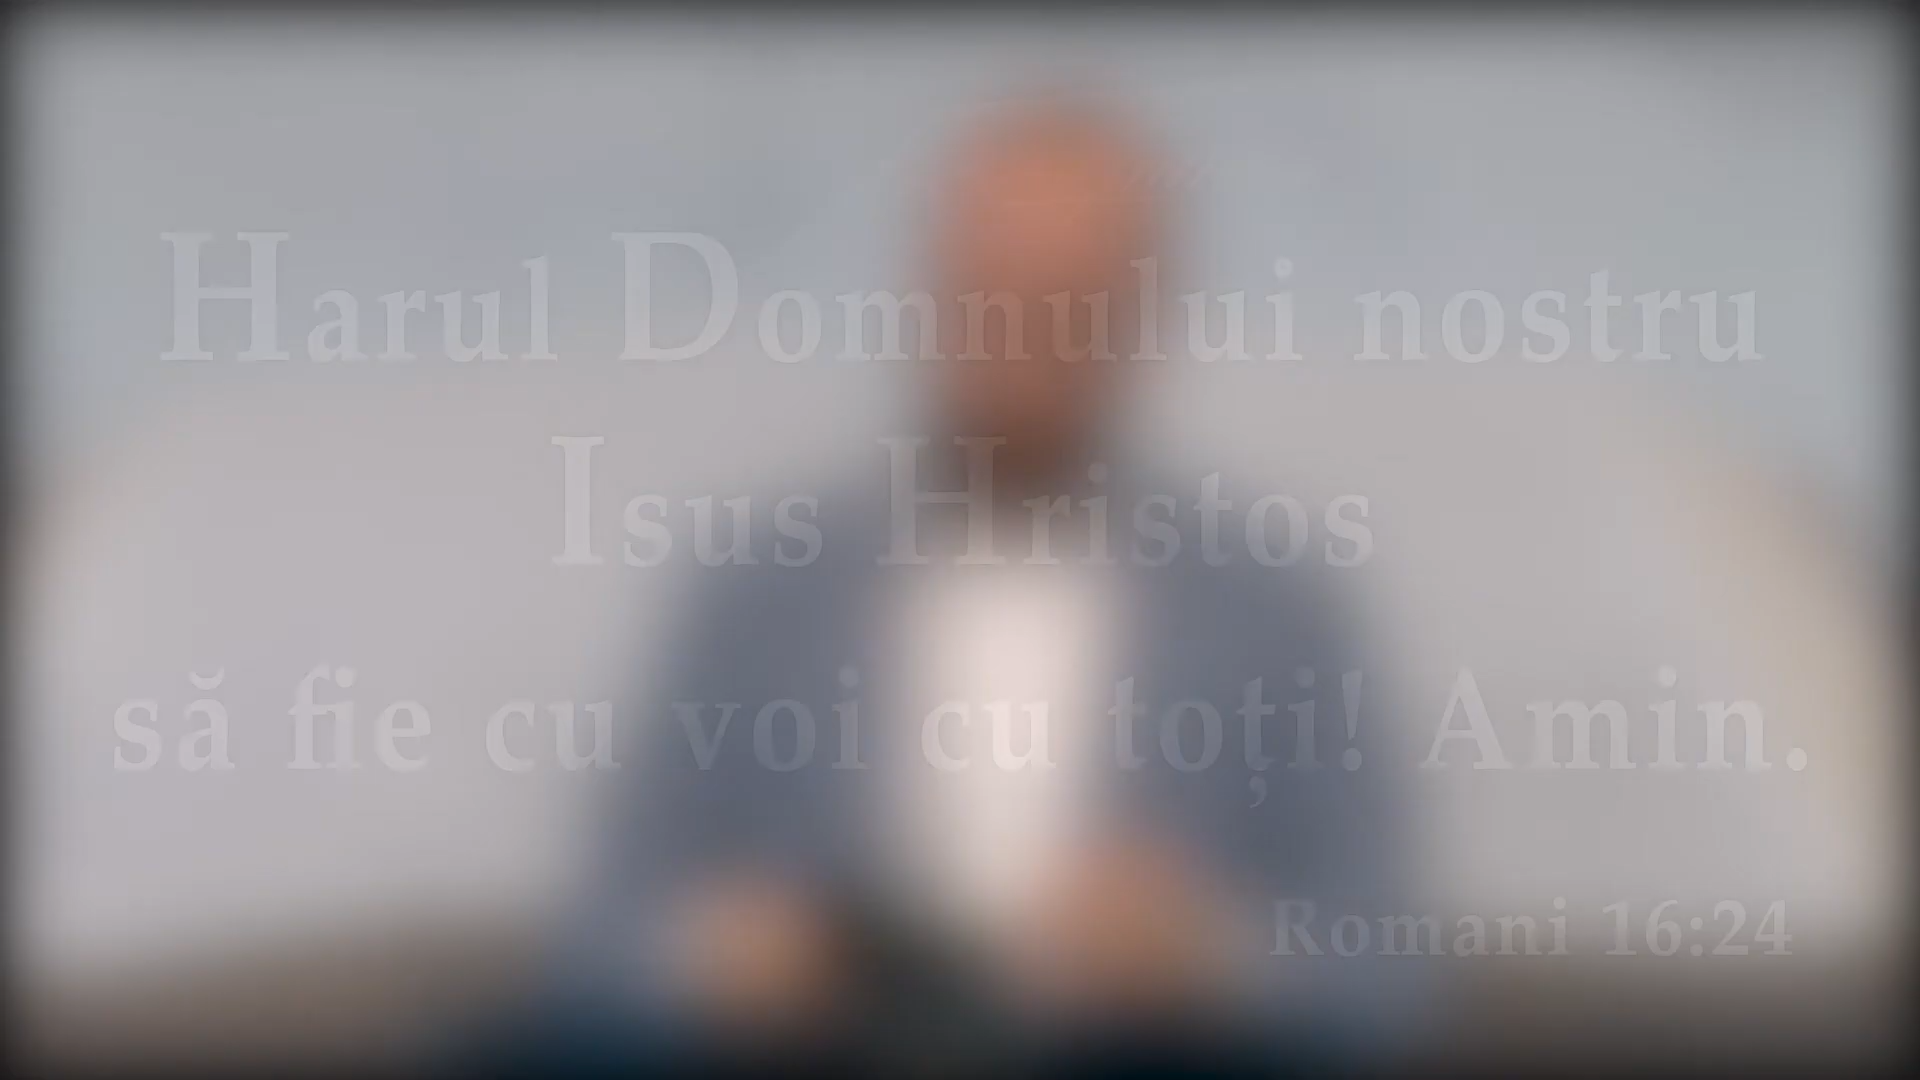 Harul Domnului nostru
Isus Hristos
să fie cu voi cu toți! Amin.
Romani 16:24